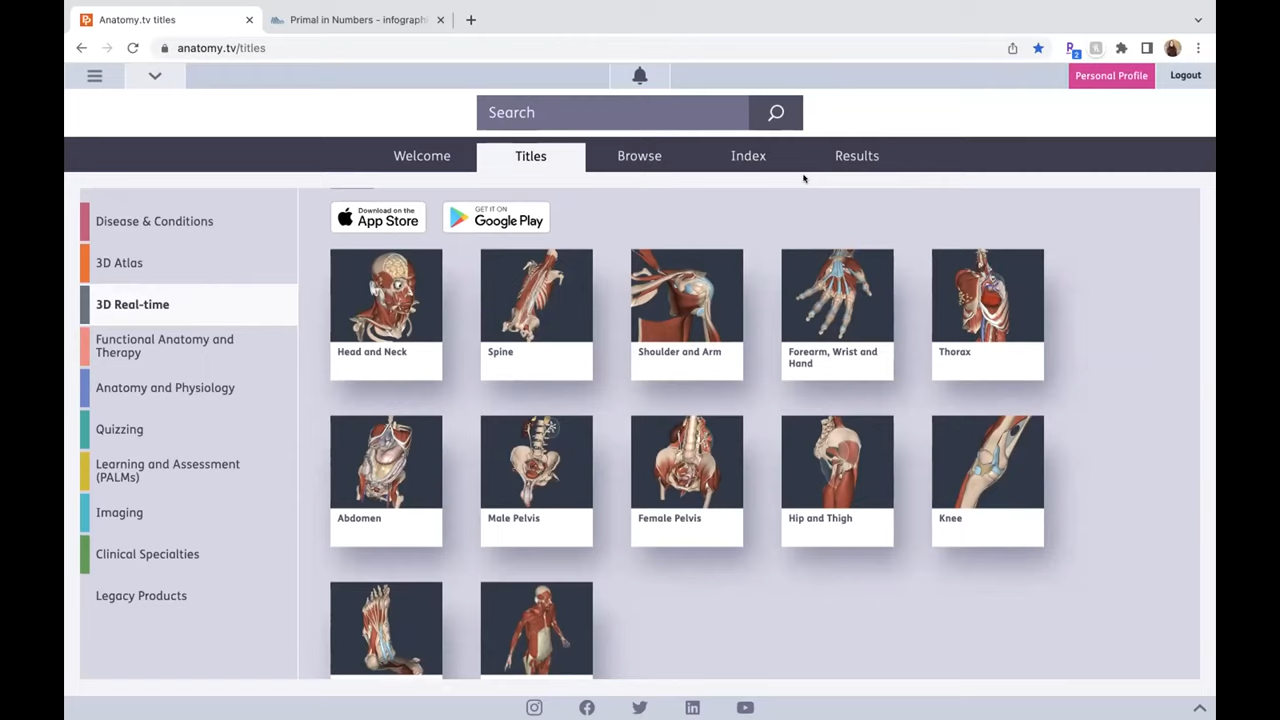 Anatomy.tv titles
Primal in Numbers - infographi
anatomy.tv/titles
2
Personal Profile
Logout
Search
Welcome
Titles
Browse
Index
Results
Disease & Conditions
3D Atlas
3D Real-time
Functional Anatomy and
Therapy
Anatomy and Physiology
Quizzing
Learning and Assessment
(PALMs)
Imaging
Clinical Specialties
Legacy Products
Download on the
App Store
GET IT ON
Google Play
Head and Neck
Spine
Shoulder and Arm
Forearm, Wrist and
Hand
Thorax
Abdomen
Male Pelvis
Female Pelvis
Hip and Thigh
Knee